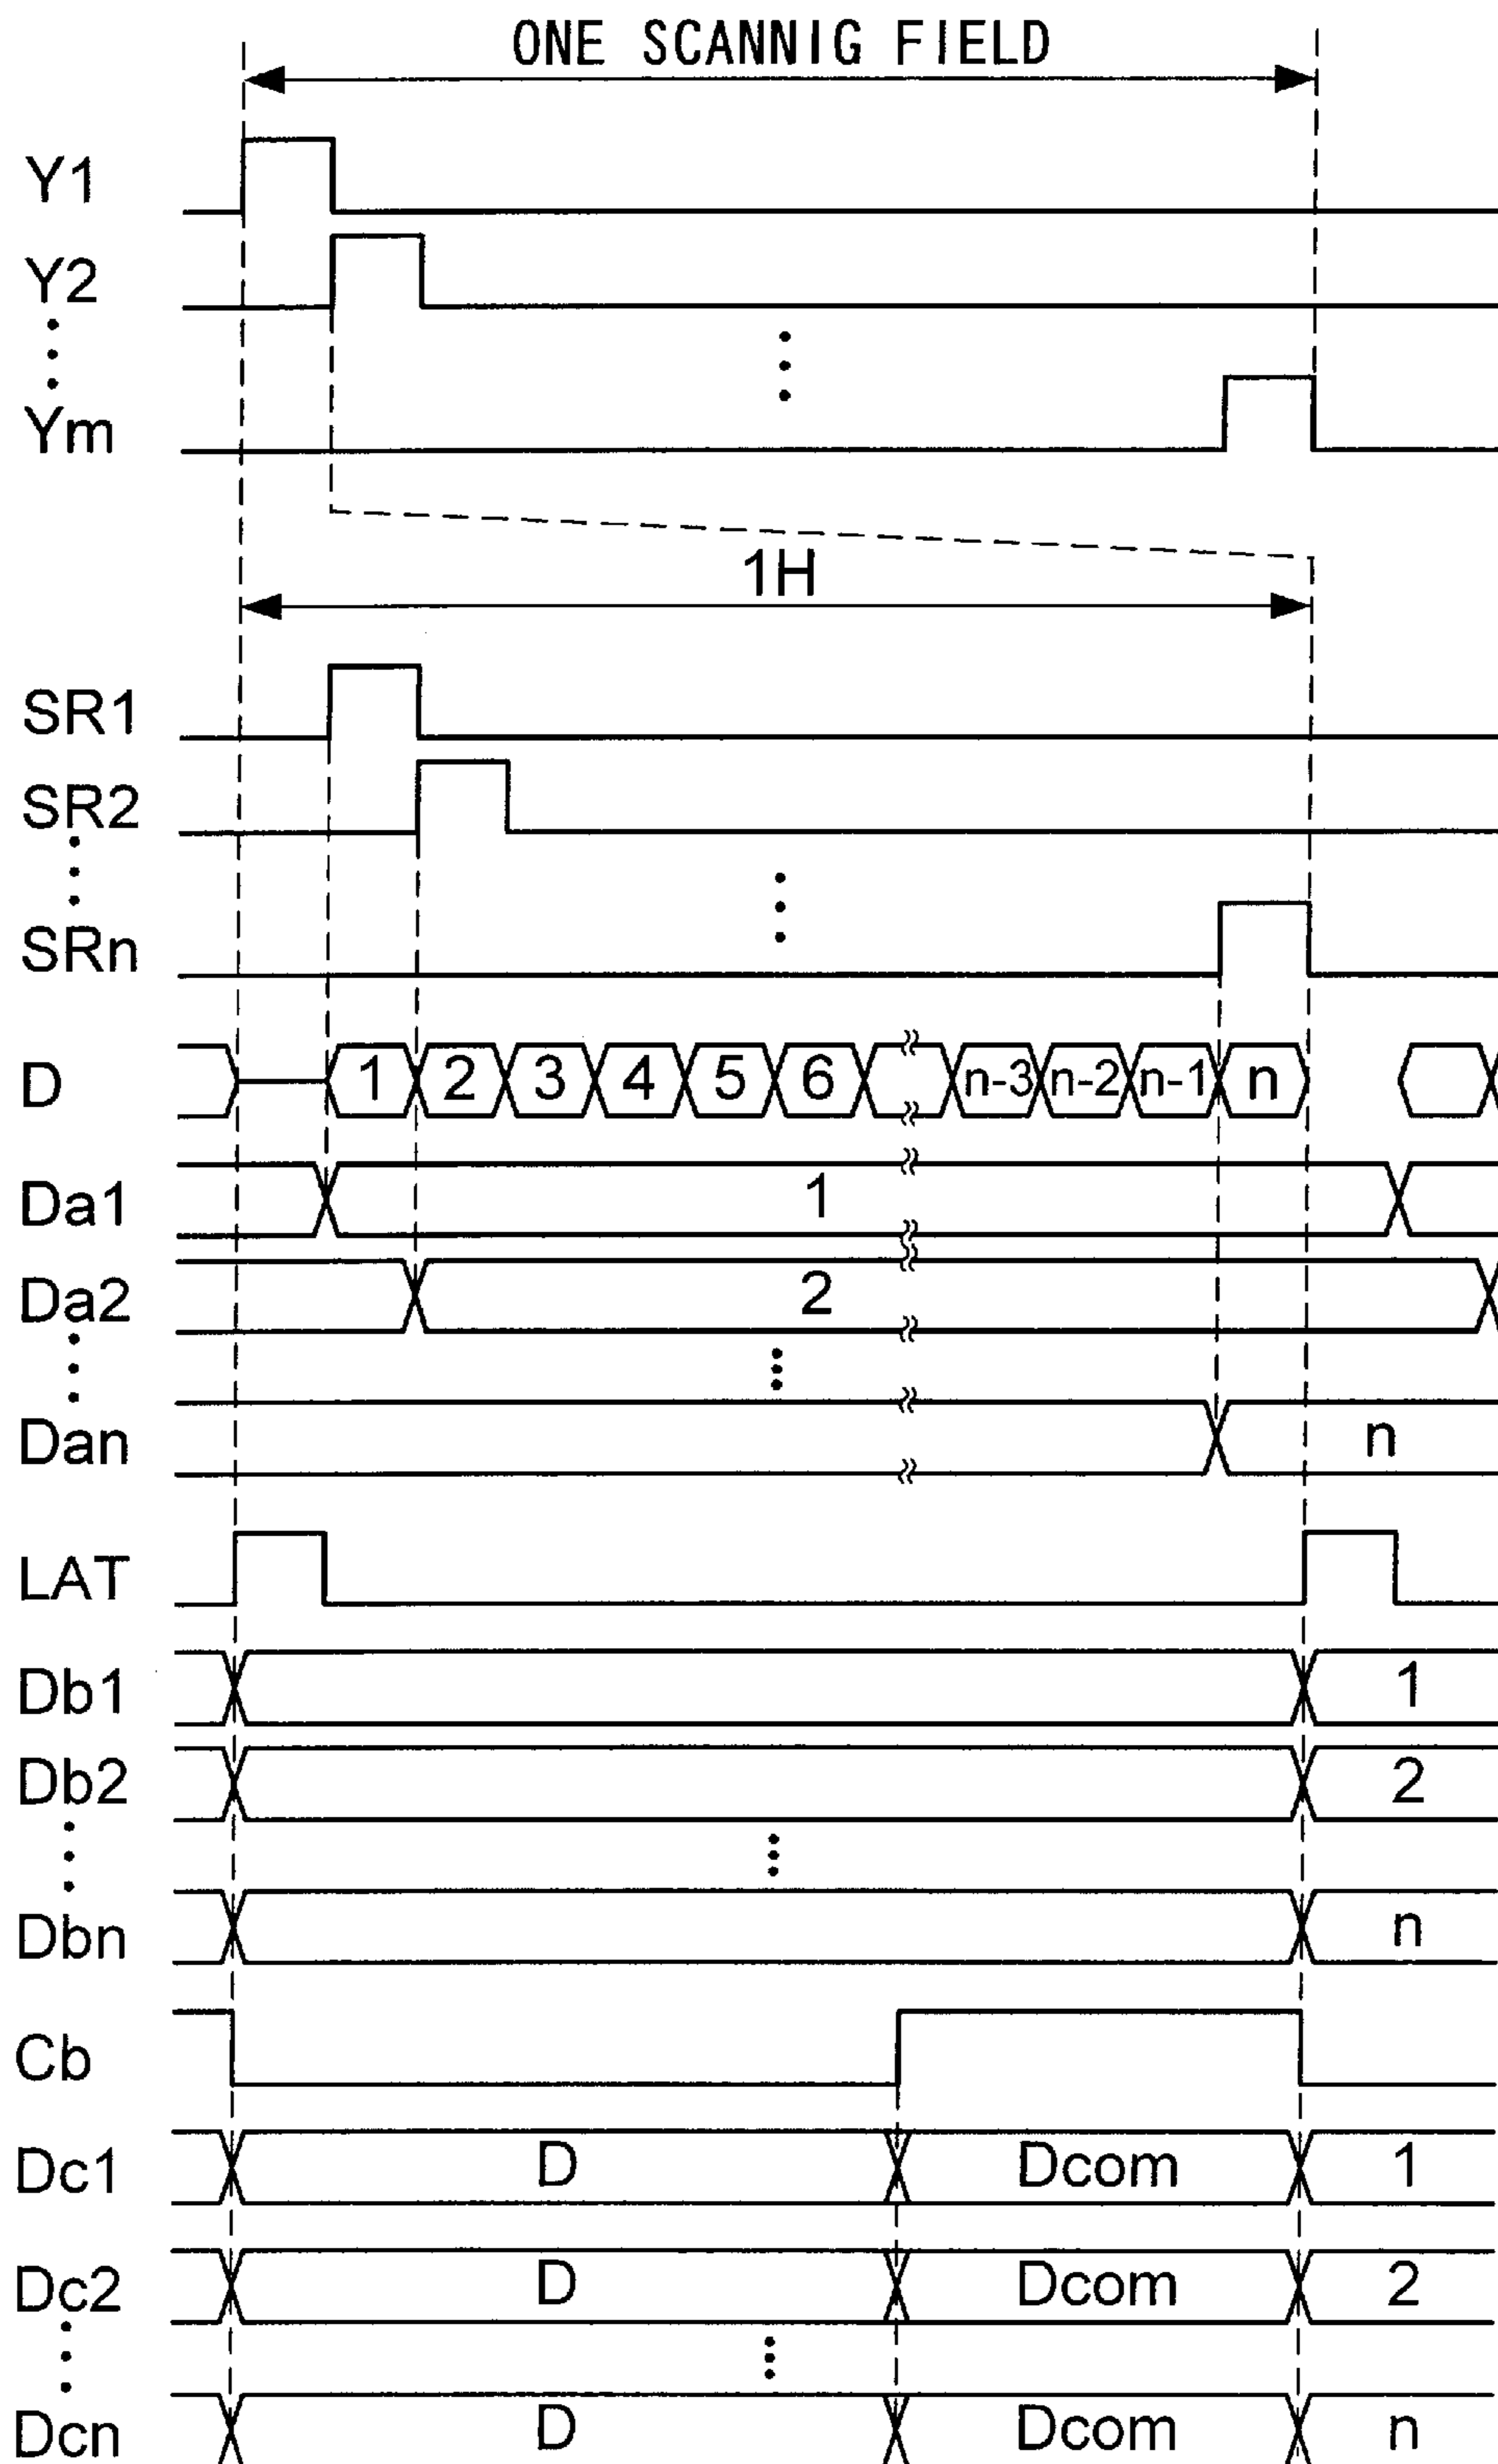 ONE SCANNIG FIELD
Y1
Y2
Ym
1H
SR1
SR2
SRn
D 1 2 3 4 5 6 n-3 n-2 n-1 n
Da1 1
Da2 2
Dan n
LAT
Db1 1
Db2 2
Dbn n
Cb
Dc1 D Dcom 1
Dc2 D Dcom 2
Dcn D Dcom n